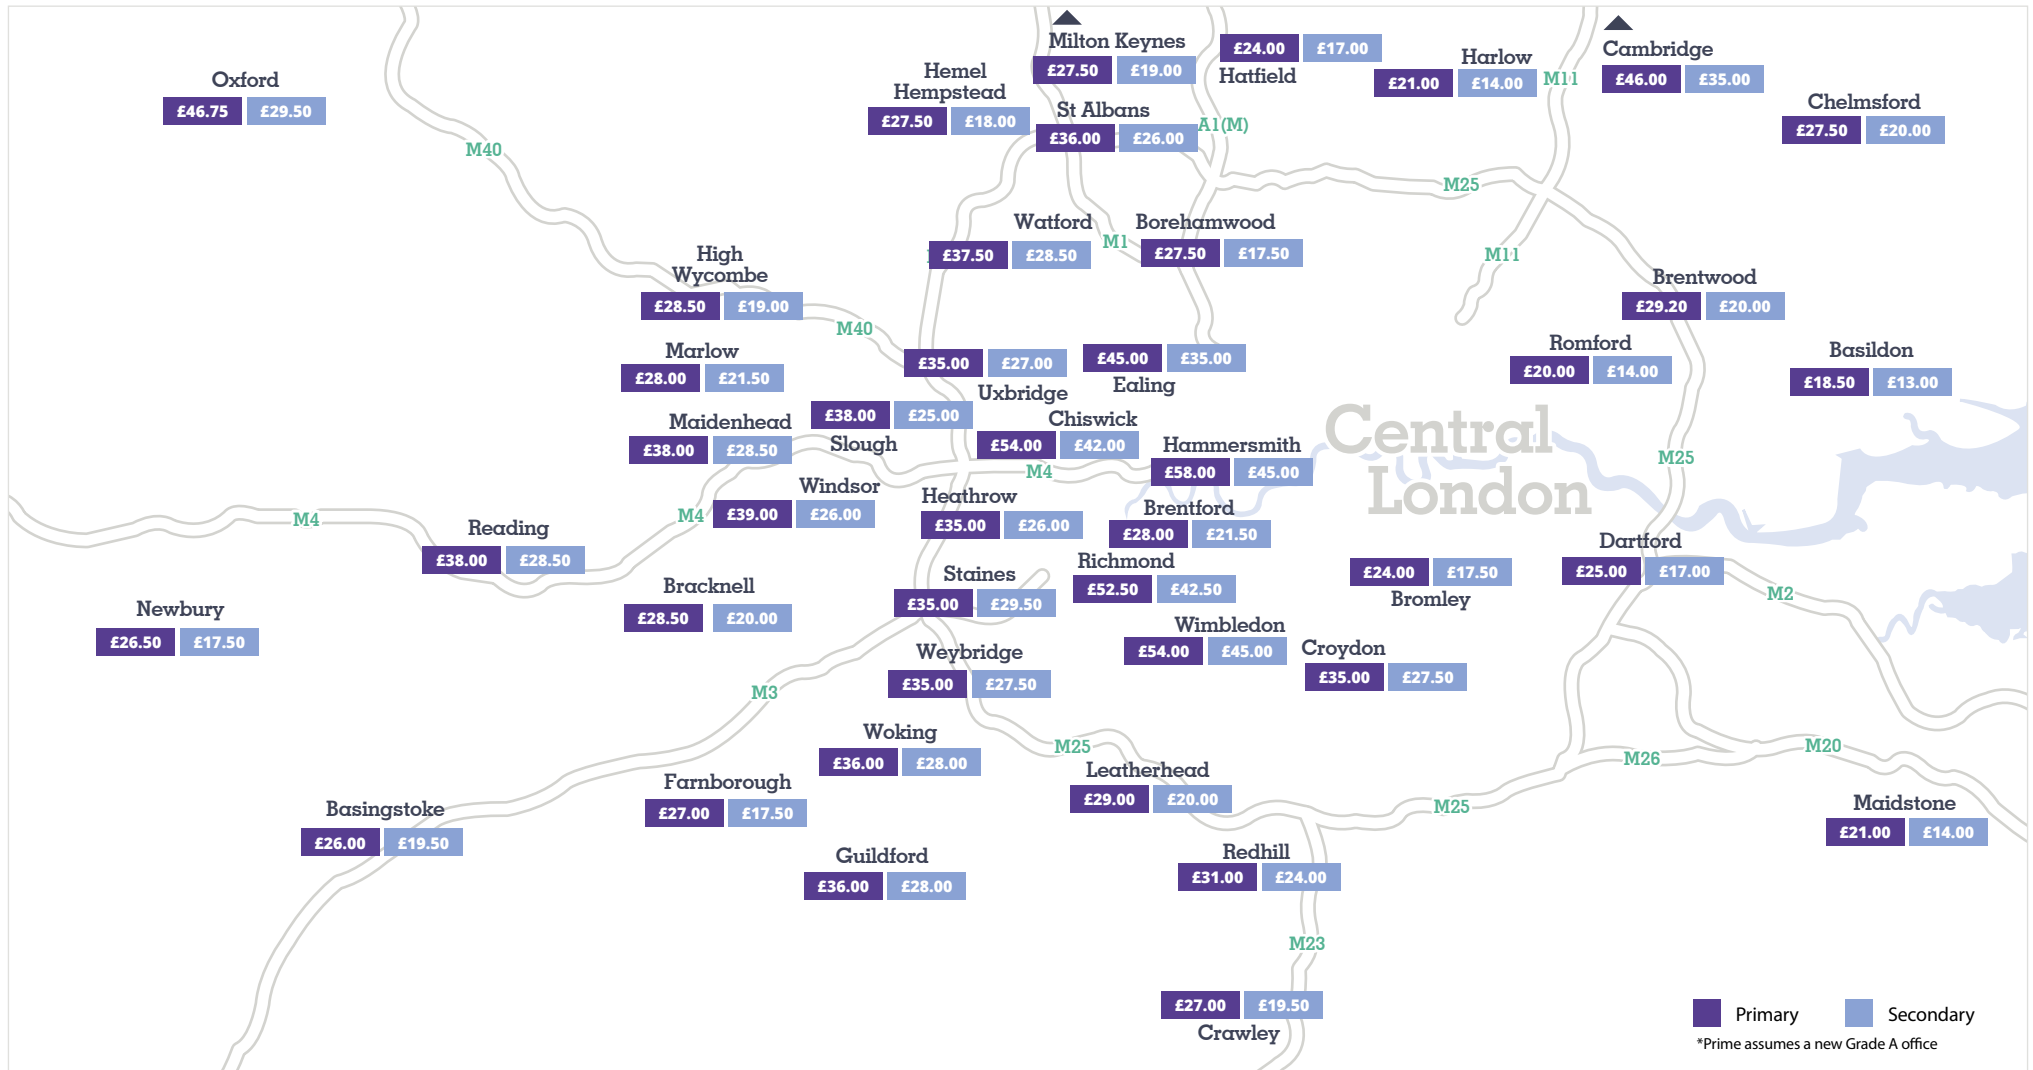 Milton Keynes
£27.50 £19.00
£24.00 £17.00
Hatfield
Harlow
£21.00 £14.00
M11
Cambridge
£46.00 £35.00
Oxford
£46.75 £29.50
Hemel
Hempstead
£27.50 £18.00
St Albans
£36.00 £26.00
A1(M)
Chelmsford
£27.50 £20.00
M40
M25
Watford
£37.50 £28.50
M1
Borehamwood
£27.50 £17.50
M11
High
Wycombe
£28.50 £19.00
M40
Brentwood
£29.20 £20.00
Marlow
£28.00 £21.50
£35.00 £27.00
Uxbridge
£45.00 £35.00
Ealing
Romford
£20.00 £14.00
Basildon
£18.50 £13.00
Maidenhead
£38.00 £28.50
£38.00 £25.00
Slough
Chiswick
£54.00 £42.00
M4
Hammersmith
£58.00 £45.00
Central
London
M25
M4
Reading
£38.00 £28.50
M4
Windsor
£39.00 £26.00
Heathrow
£35.00 £26.00
Brentford
£28.00 £21.50
Dartford
£25.00 £17.00
M2
Newbury
£26.50 £17.50
Bracknell
£28.50 £20.00
Staines
£35.00 £29.50
Richmond
£52.50 £42.50
£24.00 £17.50
Bromley
Wimbledon
£54.00 £45.00
Croydon
£35.00 £27.50
Weybridge
£35.00 £27.50
M3
Woking
£36.00 £28.00
M25
M26
M20
Farnborough
£27.00 £17.50
Leatherhead
£29.00 £20.00
M25
Basingstoke
£26.00 £19.50
Maidstone
£21.00 £14.00
Guildford
£36.00 £28.00
Redhill
£31.00 £24.00
M23
£27.00 £19.50
Crawley
Primary Secondary
*Prime assumes a new Grade A office